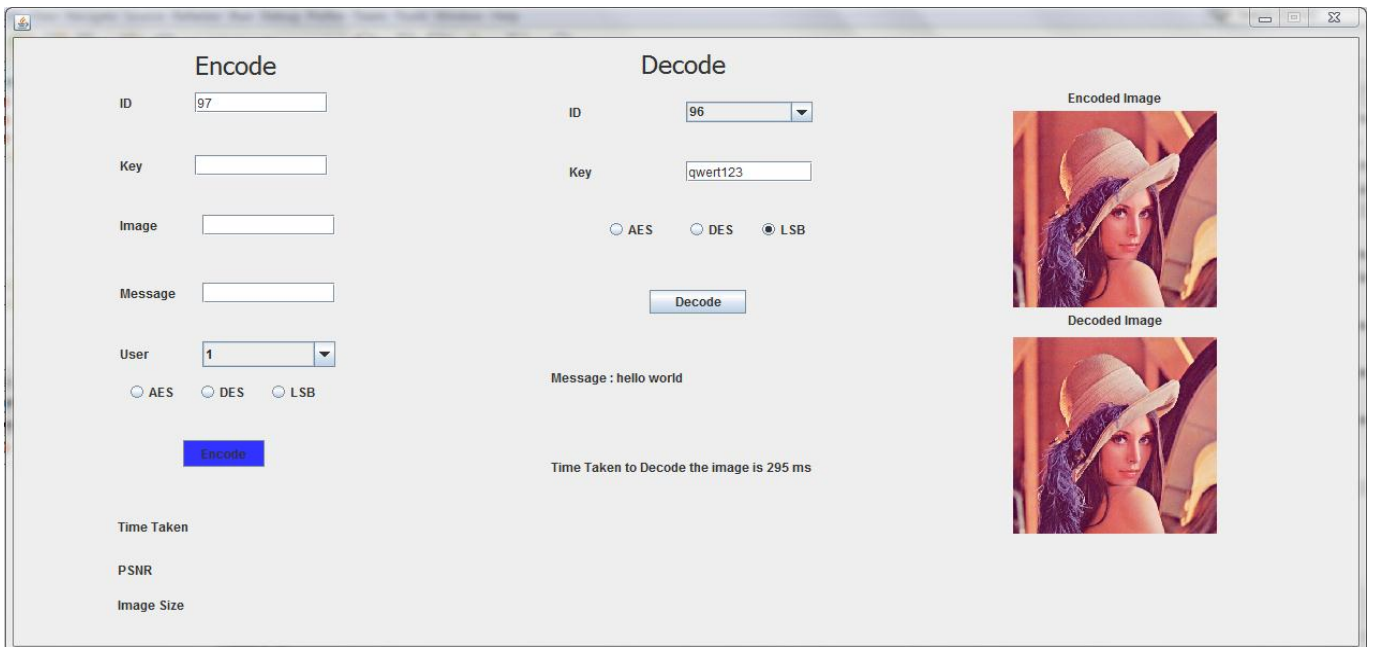 Encode
ID 97
Key
Image
Message
User 1
AES DES LSB
Encode
Time Taken
PSNR
Image Size
Decode
ID 96
Key qwert123
AES DES LSB
Decode
Message : hello world
Time Taken to Decode the image is 295 ms
Encoded Image
Decoded Image